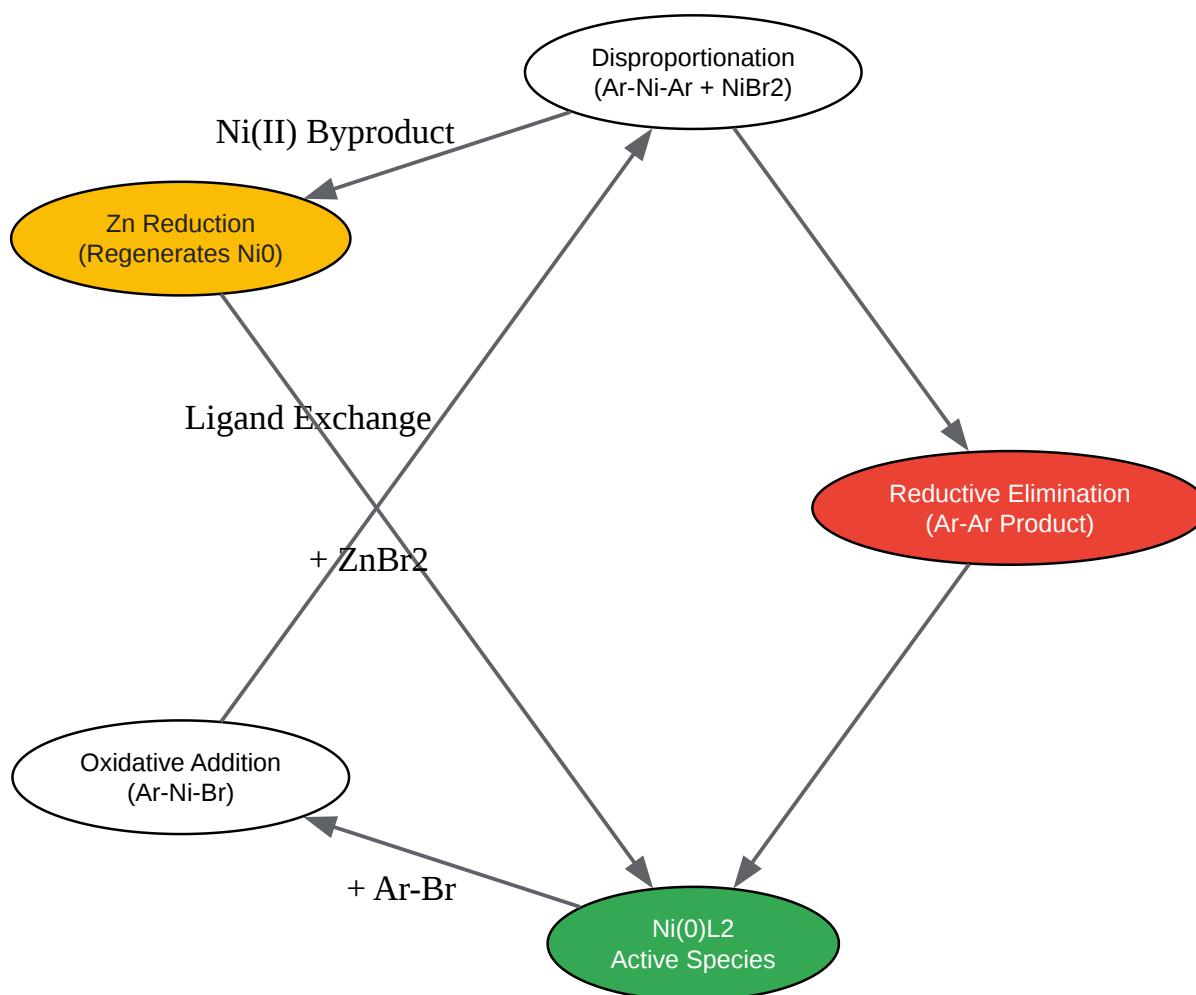 Disproportionation
(Ar-Ni-Ar + NiBr2)
Ni(II) Byproduct
Zn Reduction
(Regenerates Ni0)
Ligand Exchange
Reductive Elimination
(Ar-Ar Product)
+ ZnBr2
Oxidative Addition
(Ar-Ni-Br)
+ Ar-Br
Ni(0)L2
Active Species